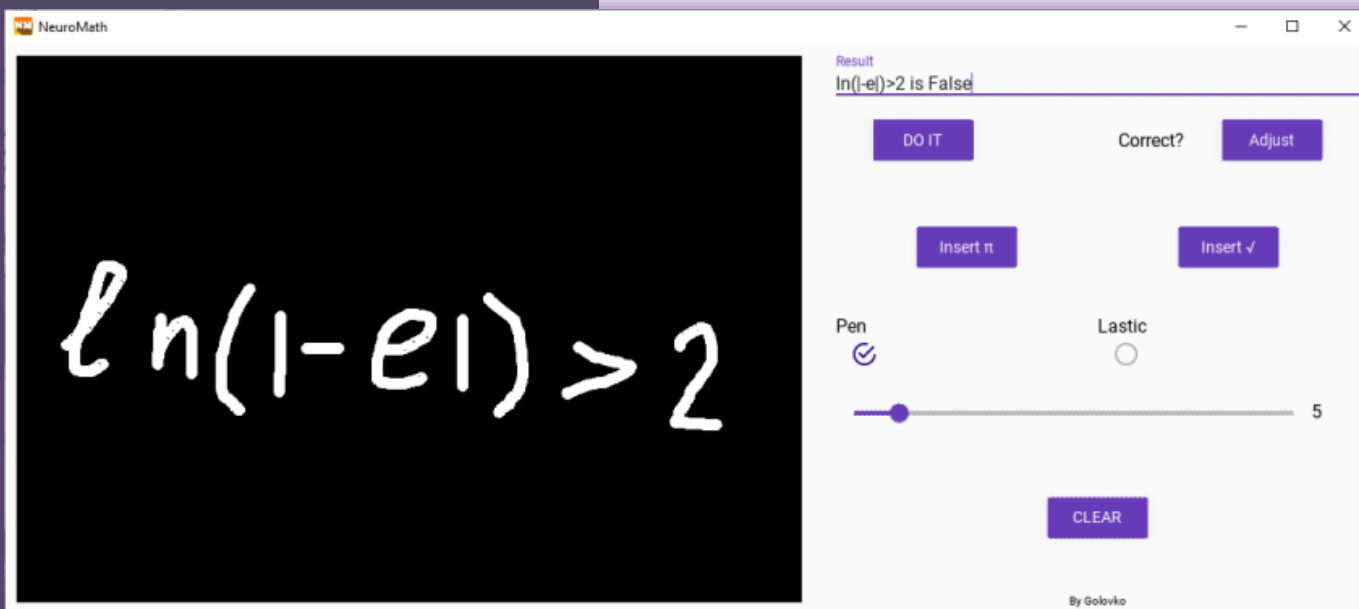 NM NeuroMath
Result
ln(|-e|)>2 is False
DO IT
Correct?
Adjust
Insert π
Insert √
ln(|-e|)>2
Pen
Lastic
5
CLEAR
By Golovko